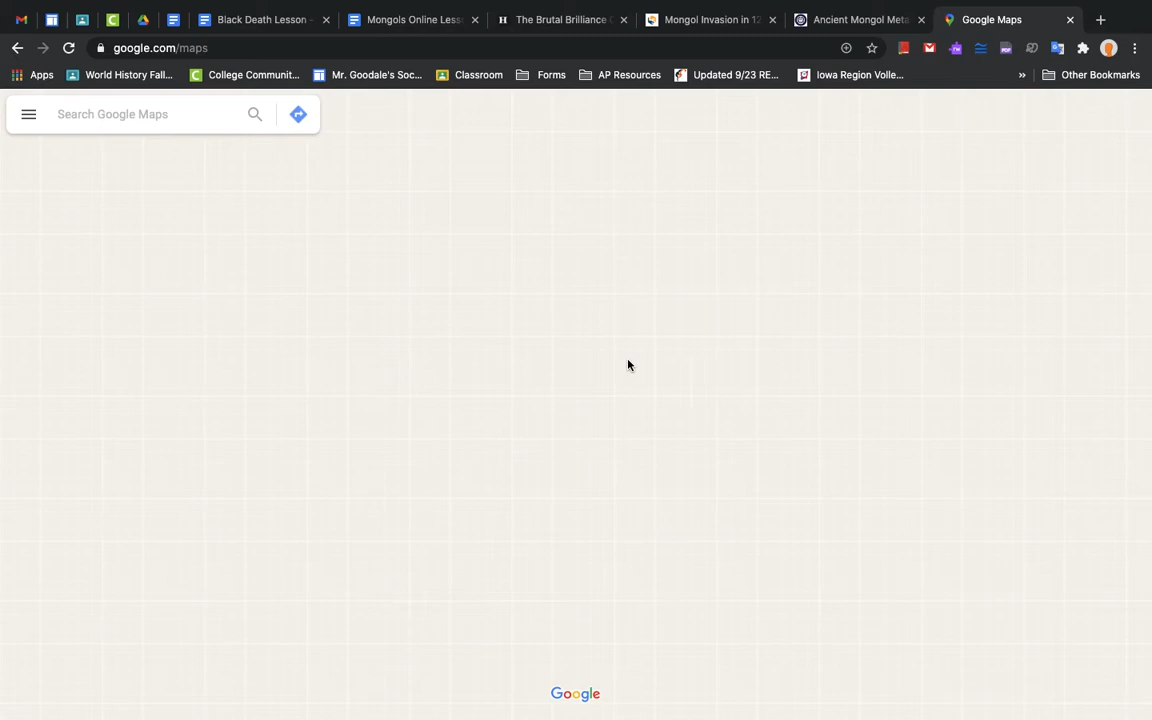 Black Death Lesson -
Mongols Online Less
The Brutal Brilliance
Mongol Invasion in 12
Ancient Mongol Meta
Google Maps
google.com/maps
Apps
World History Fall...
College Communit...
Mr. Goodale's Soc...
Classroom
Forms
AP Resources
Updated 9/23 RE...
Iowa Region Volle...
»
Other Bookmarks
Search Google Maps
Google